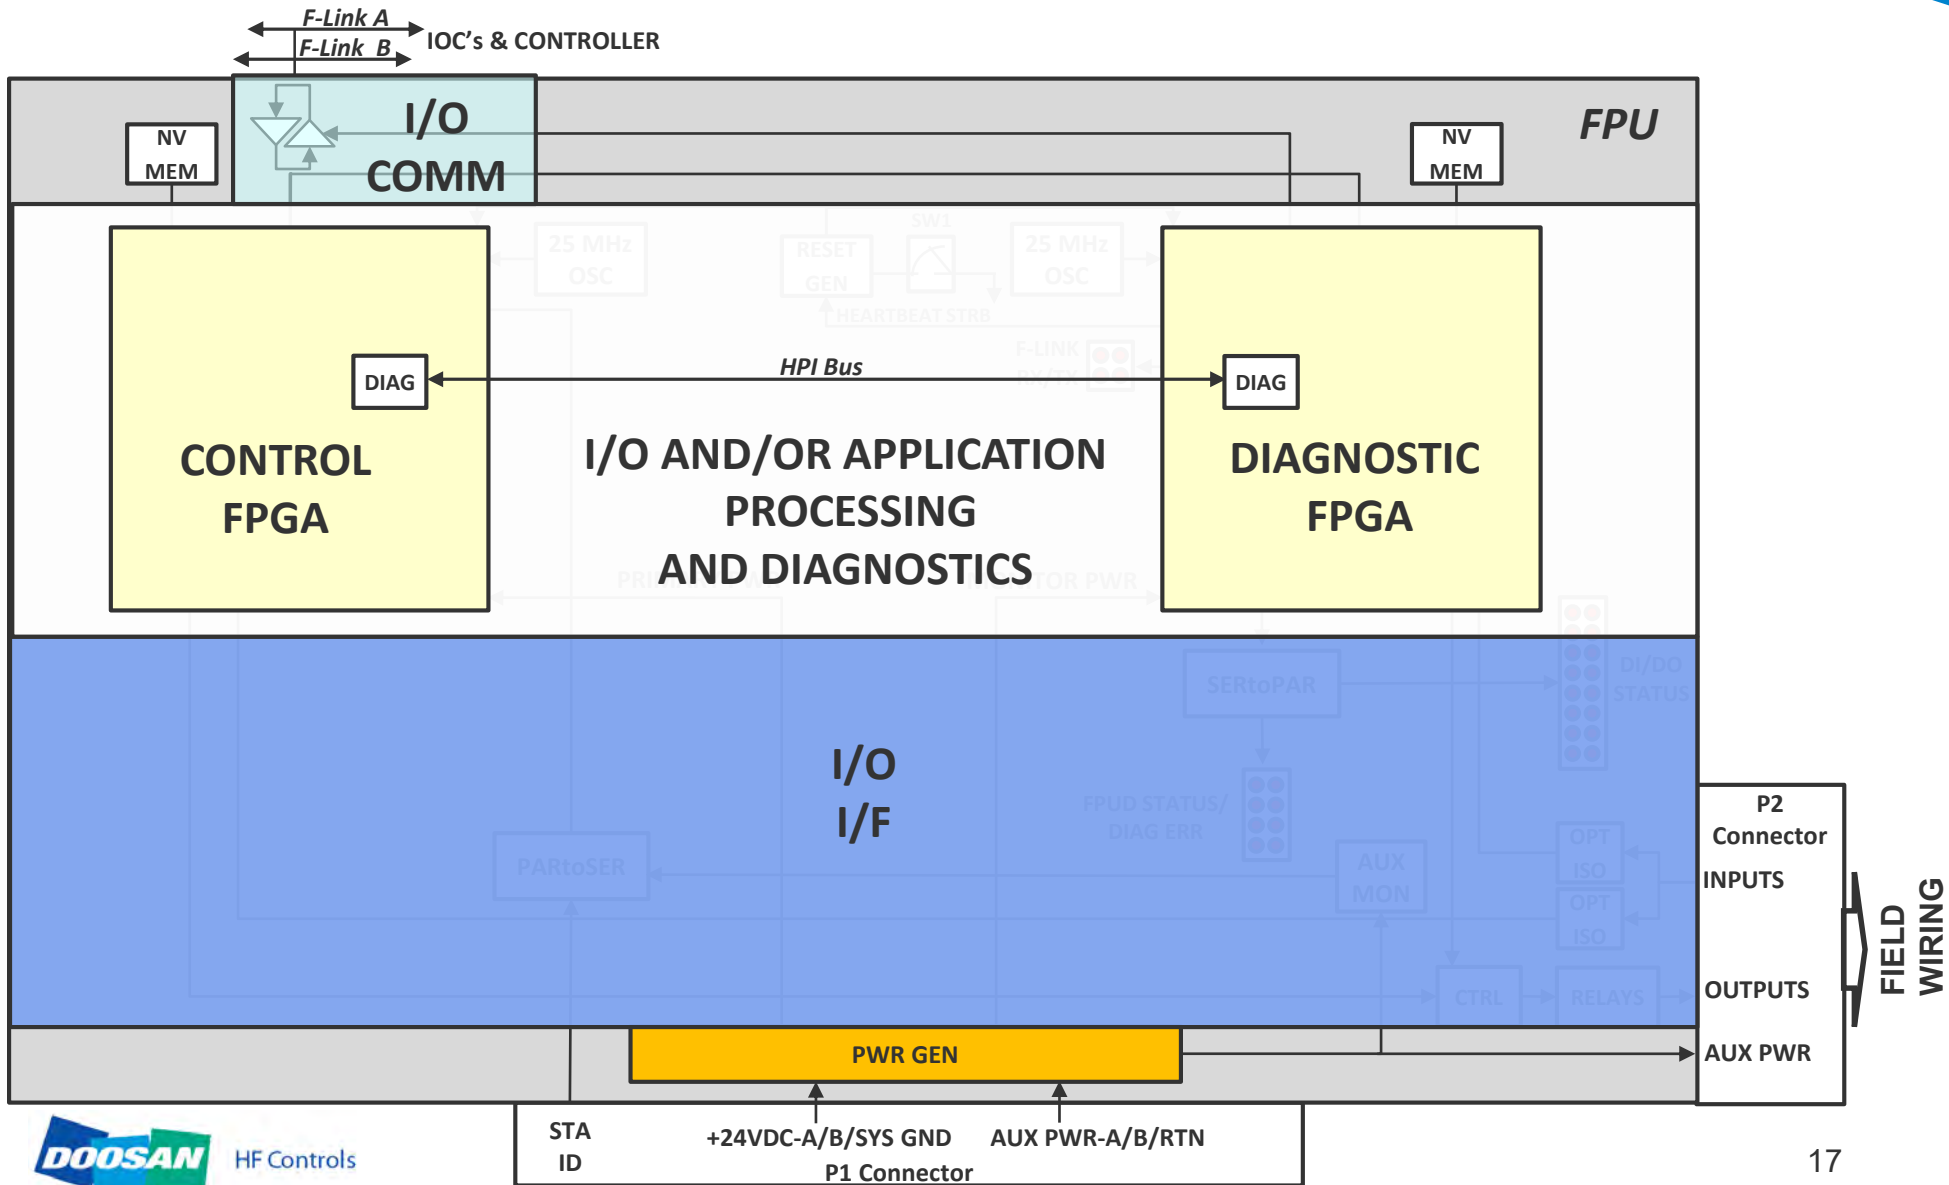 F-Link A
F-Link B
IOC's & CONTROLLER
I/O
COMM
FPU
NV
MEM
NV
MEM
SW1
25 MHz
OSC
RESET
GEN
25 MHz
OSC
HEARTBEAT STRB
F-LINK
RX/TX
HPI Bus
DIAG
DIAG
CONTROL
FPGA
I/O AND/OR APPLICATION
PROCESSING
AND DIAGNOSTICS
DIAGNOSTIC
FPGA
PWR
SERtoPAR
DI/DO
STATUS
I/O
I/F
FPUD STATUS/
DIAG ERR
PARtoSER
AUX
MON
OPT
ISO
OPT
ISO
CTRL
RELAYS
P2
Connector
INPUTS
OUTPUTS
AUX PWR
FIELD
WIRING
PWR GEN
STA
ID
+24VDC-A/B/SYS GND
AUX PWR-A/B/RTN
P1 Connector
DOOSAN
HF Controls
17